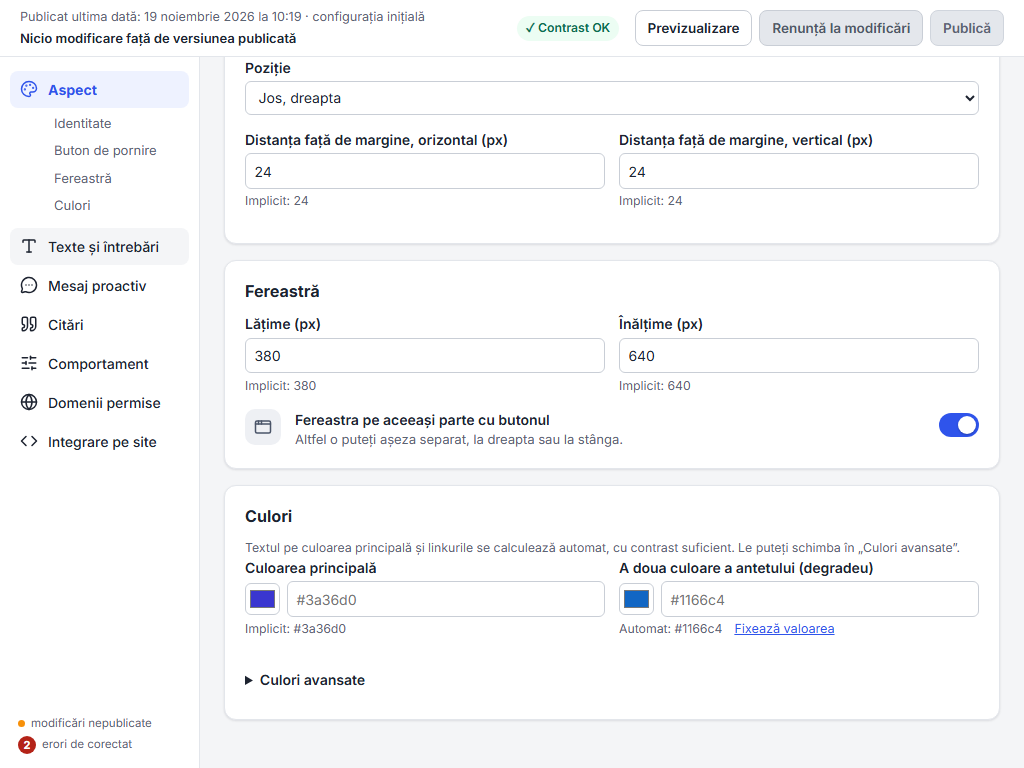 Publicat ultima dată: 19 noiembrie 2026 la 10:19 · configurația inițială
Nicio modificare față de versiunea publicată
✓ Contrast OK
Previzualizare
Renunță la modificări
Publică
Aspect
Identitate
Buton de pornire
Fereastră
Culori
Texte și întrebări
Mesaj proactiv
Citări
Comportament
Domenii permise
Integrare pe site
modificări nepublicate
2 erori de corectat
Poziție
Jos, dreapta
Distanța față de margine, orizontal (px)
24
Implicit: 24
Distanța față de margine, vertical (px)
24
Implicit: 24
Fereastră
Lățime (px)
380
Implicit: 380
Înălțime (px)
640
Implicit: 640
Fereastra pe aceeași parte cu butonul
Altfel o puteți așeza separat, la dreapta sau la stânga.
Culori
Textul pe culoarea principală și linkurile se calculează automat, cu contrast suficient. Le puteți schimba în „Culori avansate”.
Culoarea principală
#3a36d0
Implicit: #3a36d0
A doua culoare a antetului (degradeu)
#1166c4
Automat: #1166c4 Fixează valoarea
Culori avansate